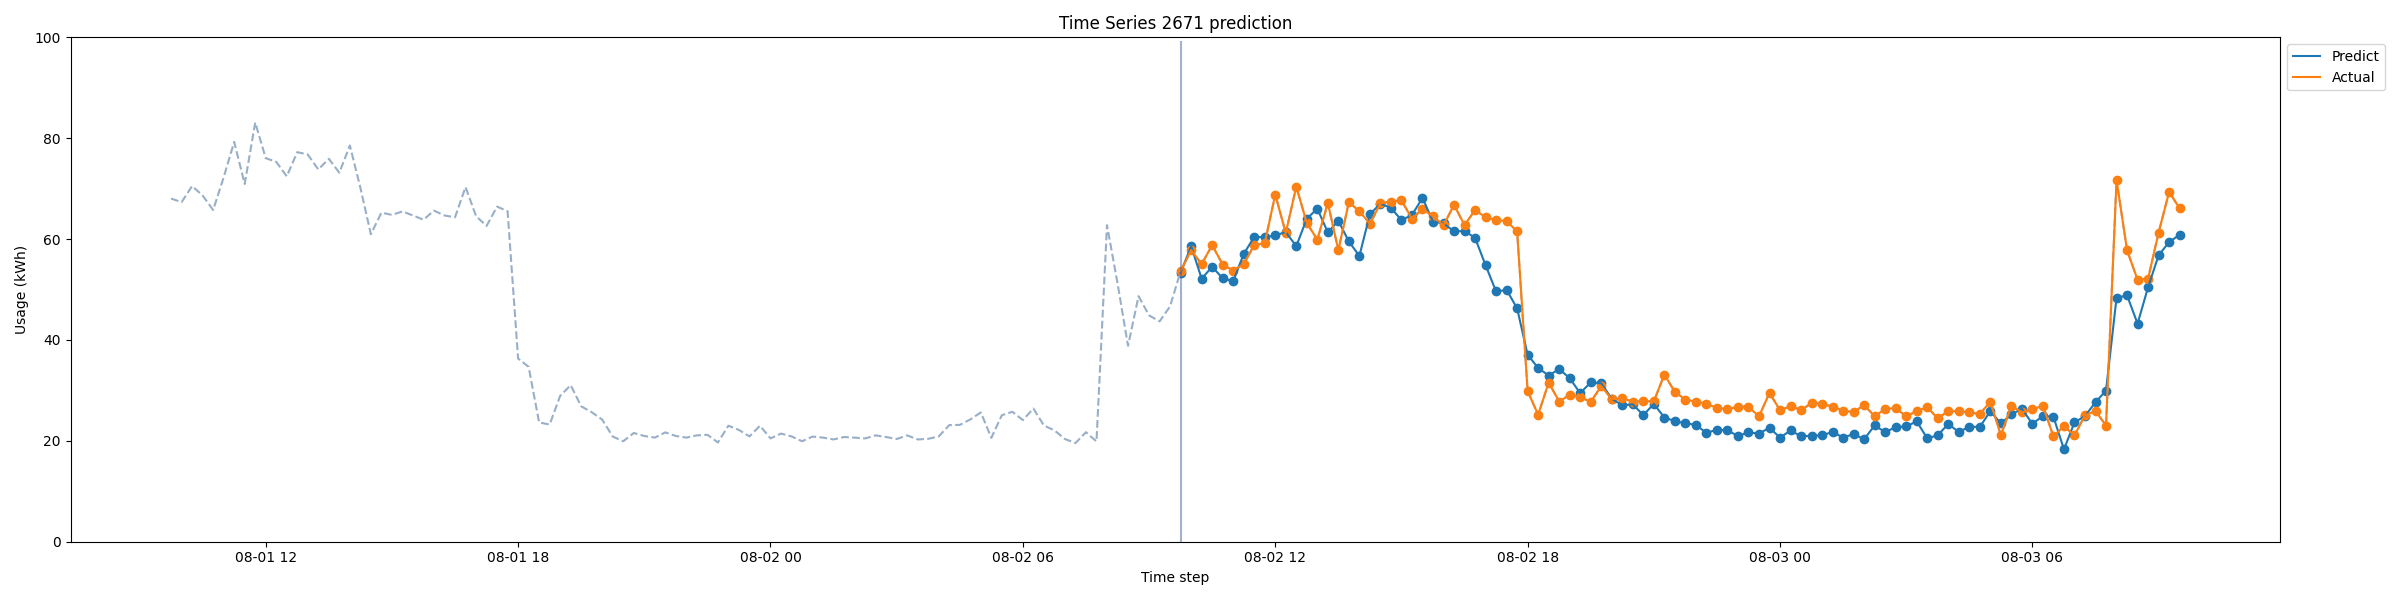 Time Series 2671 prediction
100
80
60
40
20
0
Usage (kWh)
08-01 12
08-01 18
08-02 00
08-02 06
08-02 12
08-02 18
08-03 00
08-03 06
Time step
Predict
Actual